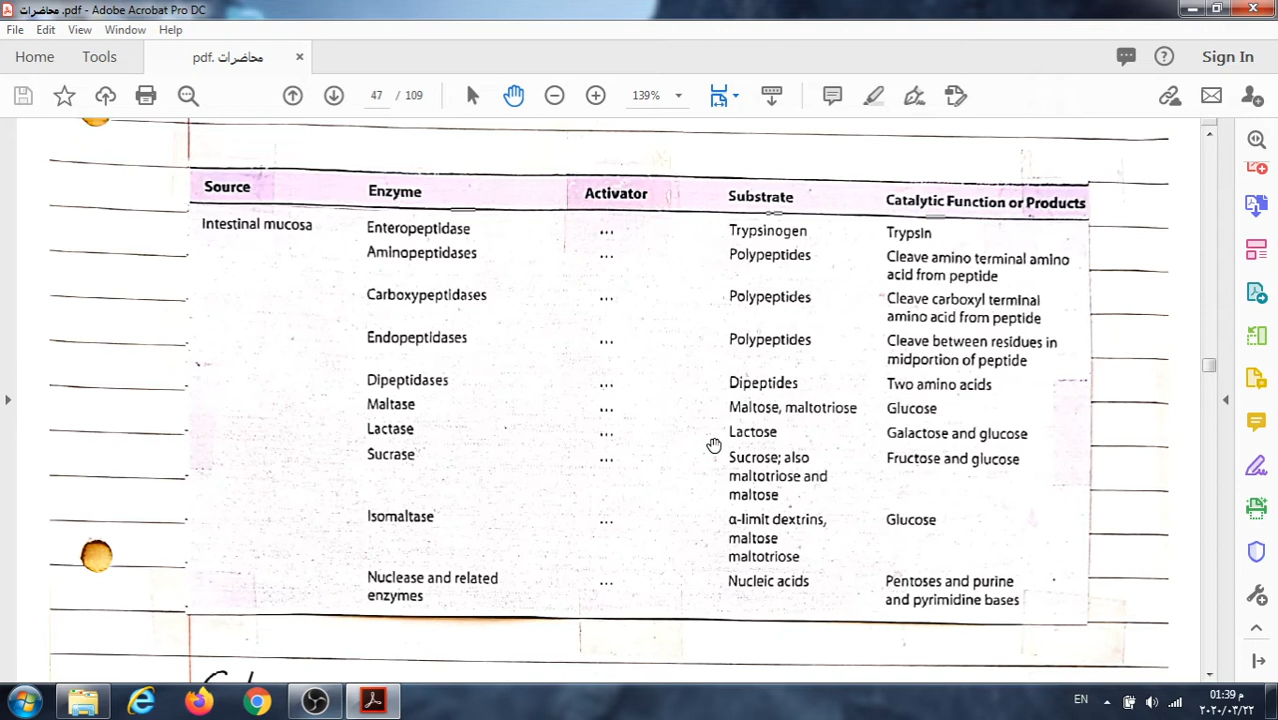 محاضرات .pdf - Adobe Acrobat Pro DC
File Edit View Window Help
Home Tools محاضرات .pdf × Sign In
47 / 109 139%
Source Enzyme Activator Substrate Catalytic Function or Products
Intestinal mucosa Enteropeptidase ... Trypsinogen Trypsin
Aminopeptidases ... Polypeptides Cleave amino terminal amino
acid from peptide
Carboxypeptidases ... Polypeptides Cleave carboxyl terminal
amino acid from peptide
Endopeptidases ... Polypeptides Cleave between residues in
midportion of peptide
Dipeptidases ... Dipeptides Two amino acids
Maltase ... Maltose, maltotriose Glucose
Lactase ... Lactose Galactose and glucose
Sucrase ... Sucrose; also Fructose and glucose
maltotriose and
maltose
Isomaltase ... α-limit dextrins, Glucose
maltose
maltotriose
Nuclease and related ... Nucleic acids Pentoses and purine
enzymes and pyrimidine bases
EN 01:39 م
٢٠٢٠/٠٣/٢٢